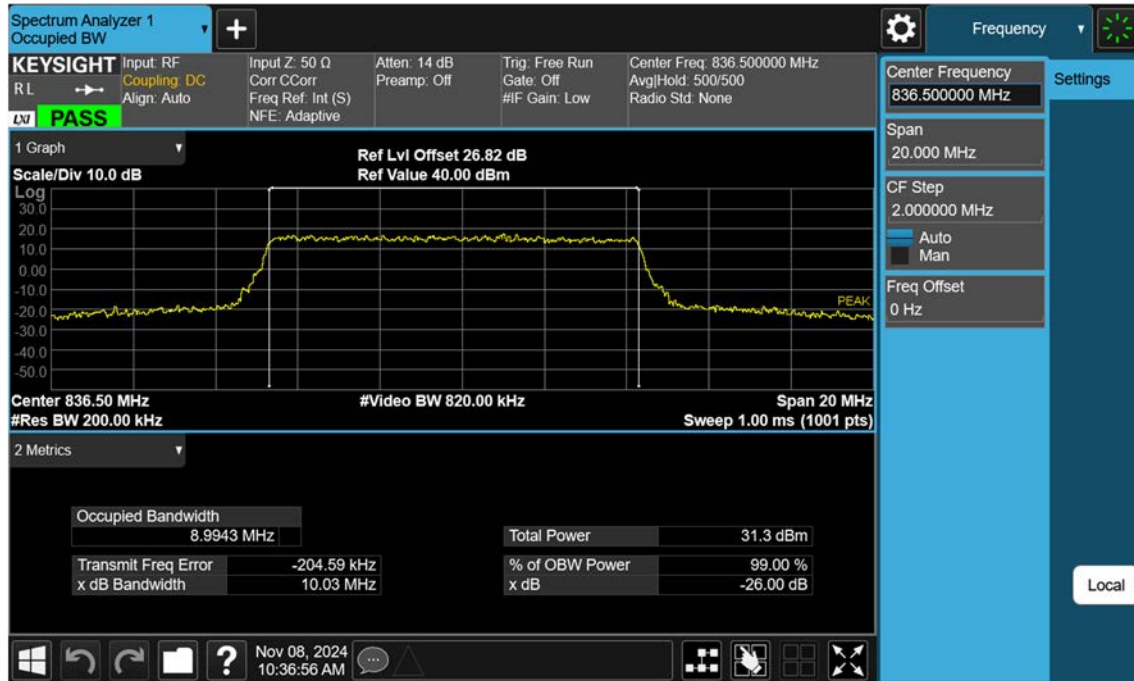 Spectrum Analyzer 1
Occupied BW
+
Frequency
KEYSIGHT
R L
LXI
PASS
Input: RF
Coupling: DC
Align: Auto
Input Z: 50 Ω
Corr CCorr
Freq Ref: Int (S)
NFE: Adaptive
Atten: 14 dB
Preamp: Off
Trig: Free Run
Gate: Off
#IF Gain: Low
Center Freq: 836.500000 MHz
Avg|Hold: 500/500
Radio Std: None
Center Frequency
836.500000 MHz
Settings
Span
20.000 MHz
CF Step
2.000000 MHz
Auto
Man
Freq Offset
0 Hz
Local
1 Graph
Scale/Div 10.0 dB
Ref Lvl Offset 26.82 dB
Ref Value 40.00 dBm
Log
30.0
20.0
10.0
0.00
-10.0
-20.0
-30.0
-40.0
-50.0
PEAK
Center 836.50 MHz
#Video BW 820.00 kHz
Span 20 MHz
#Res BW 200.00 kHz
Sweep 1.00 ms (1001 pts)
2 Metrics
Occupied Bandwidth
8.9943 MHz
Transmit Freq Error -204.59 kHz
x dB Bandwidth 10.03 MHz
Total Power 31.3 dBm
% of OBW Power 99.00 %
x dB -26.00 dB
?
Nov 08, 2024
10:36:56 AM